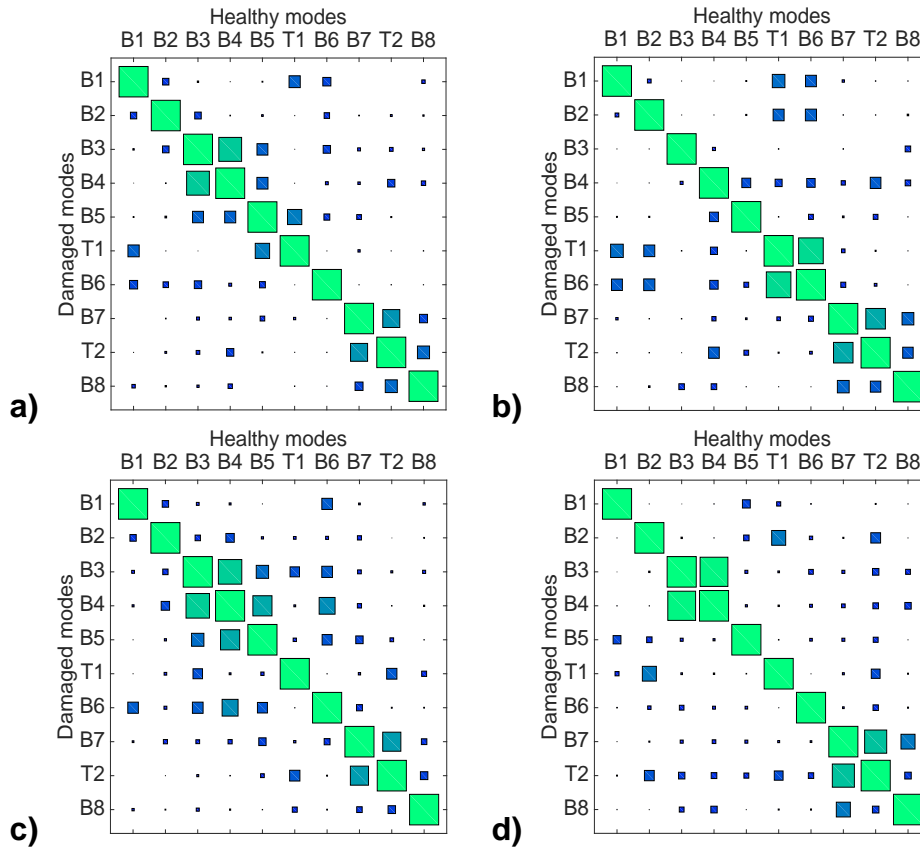 Healthy modes
B1 B2 B3 B4 B5 T1 B6 B7 T2 B8
Damaged modes
B1
B2
B3
B4
B5
T1
B6
B7
T2
B8
a)
Healthy modes
B1 B2 B3 B4 B5 T1 B6 B7 T2 B8
Damaged modes
B1
B2
B3
B4
B5
T1
B6
B7
T2
B8
b)
Healthy modes
B1 B2 B3 B4 B5 T1 B6 B7 T2 B8
Damaged modes
B1
B2
B3
B4
B5
T1
B6
B7
T2
B8
c)
Healthy modes
B1 B2 B3 B4 B5 T1 B6 B7 T2 B8
Damaged modes
B1
B2
B3
B4
B5
T1
B6
B7
T2
B8
d)